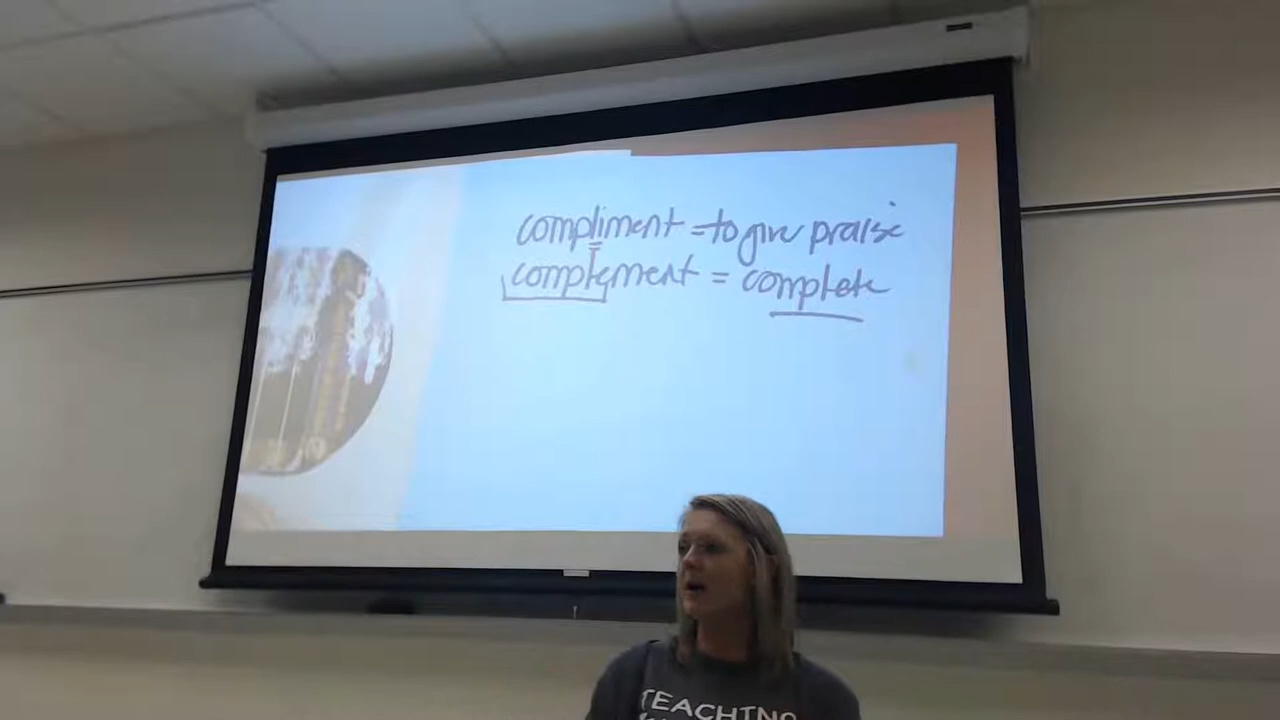 compliment = to give praise
complement = complete
TEACHING